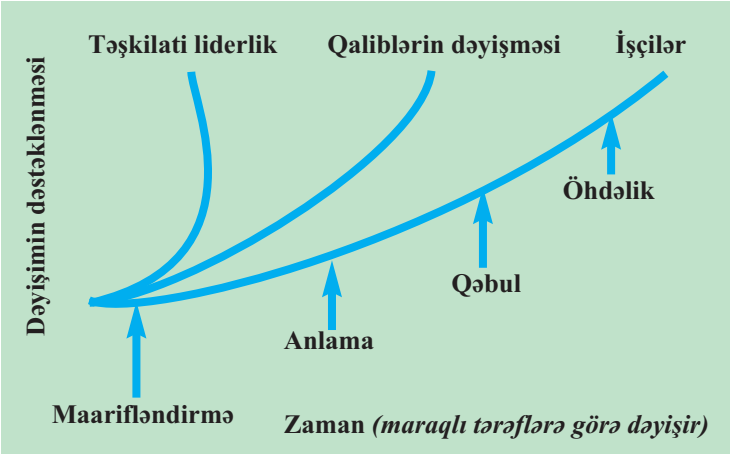 Təşkilati liderlik
Qaliblərin dəyişməsi
İşçilər
Dəyişimin dəstəklənməsi
Öhdəlik
Qəbul
Anlama
Maarifləndirmə
Zaman (maraqlı tərəflərə görə dəyişir)